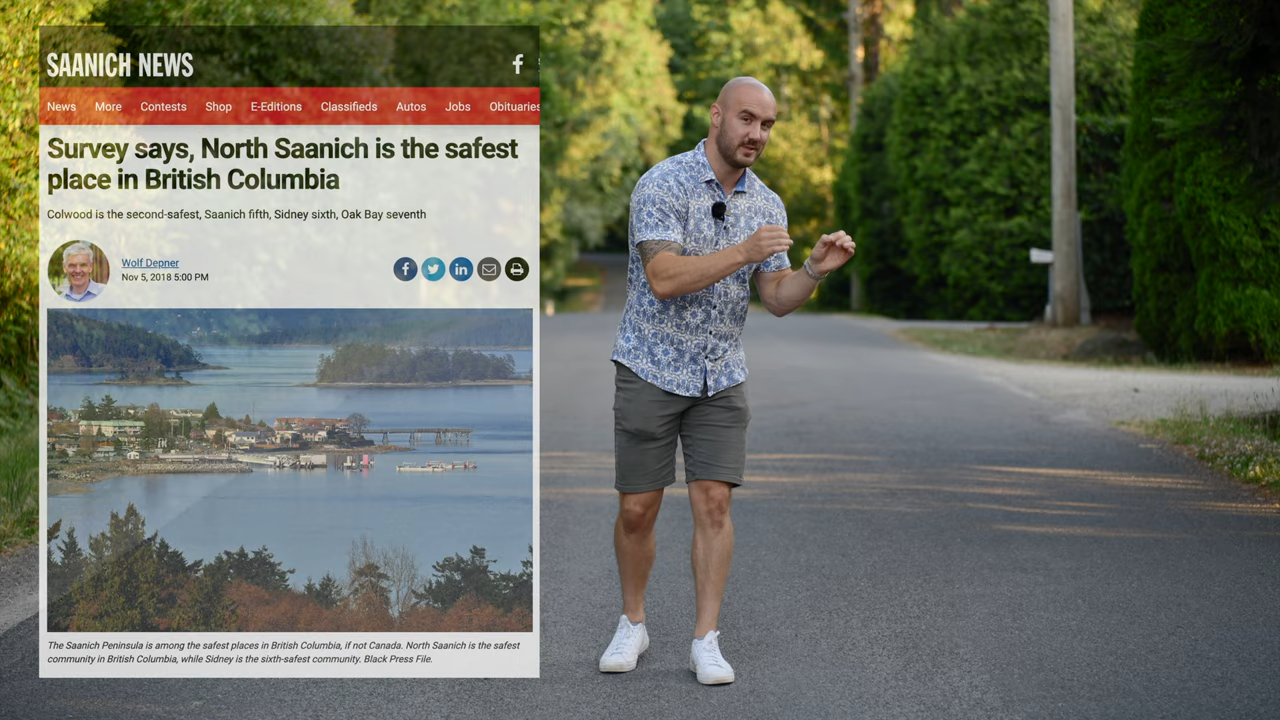 SAANICH NEWS
News More Contests Shop E-Editions Classifieds Autos Jobs Obituaries
Survey says, North Saanich is the safest
place in British Columbia
Colwood is the second-safest, Saanich fifth, Sidney sixth, Oak Bay seventh
Wolf Depner
Nov 5, 2018 5:00 PM
The Saanich Peninsula is among the safest places in British Columbia, if not Canada. North Saanich is the safest
community in British Columbia, while Sidney is the sixth-safest community. Black Press File.